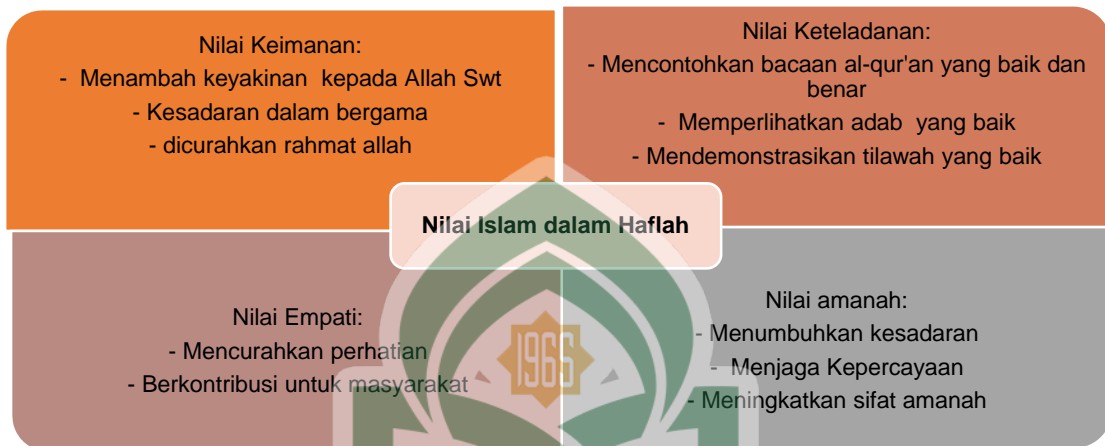 Nilai Keimanan:
- Menambah keyakinan kepada Allah Swt
- Kesadaran dalam bergama
- dicurahkan rahmat allah
Nilai Keteladanan:
- Mencontohkan bacaan al-qur'an yang baik dan
benar
- Memperlihatkan adab yang baik
- Mendemonstrasikan tilawah yang baik
Nilai Islam dalam Haflah
Nilai Empati:
- Mencurahkan perhatian
- Berkontribusi untuk masyarakat
Nilai amanah:
- Menumbuhkan kesadaran
- Menjaga Kepercayaan
- Meningkatkan sifat amanah
1965